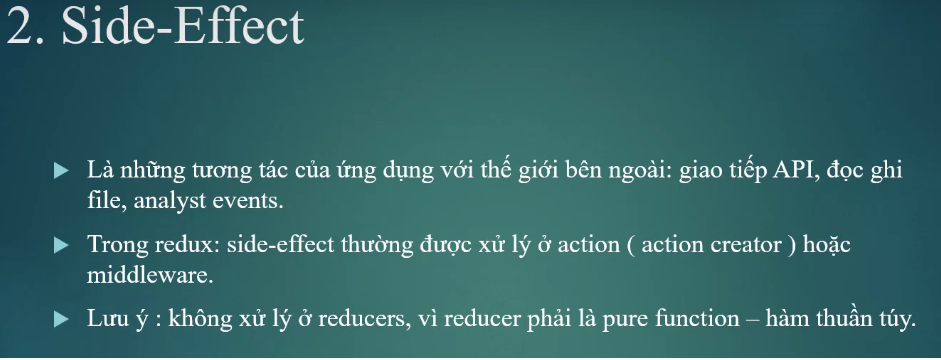 2. Side-Effect
Là những tương tác của ứng dụng với thế giới bên ngoài: giao tiếp API, đọc ghi
file, analyst events.
Trong redux: side-effect thường được xử lý ở action ( action creator ) hoặc
middleware.
Lưu ý : không xử lý ở reducers, vì reducer phải là pure function – hàm thuần túy.